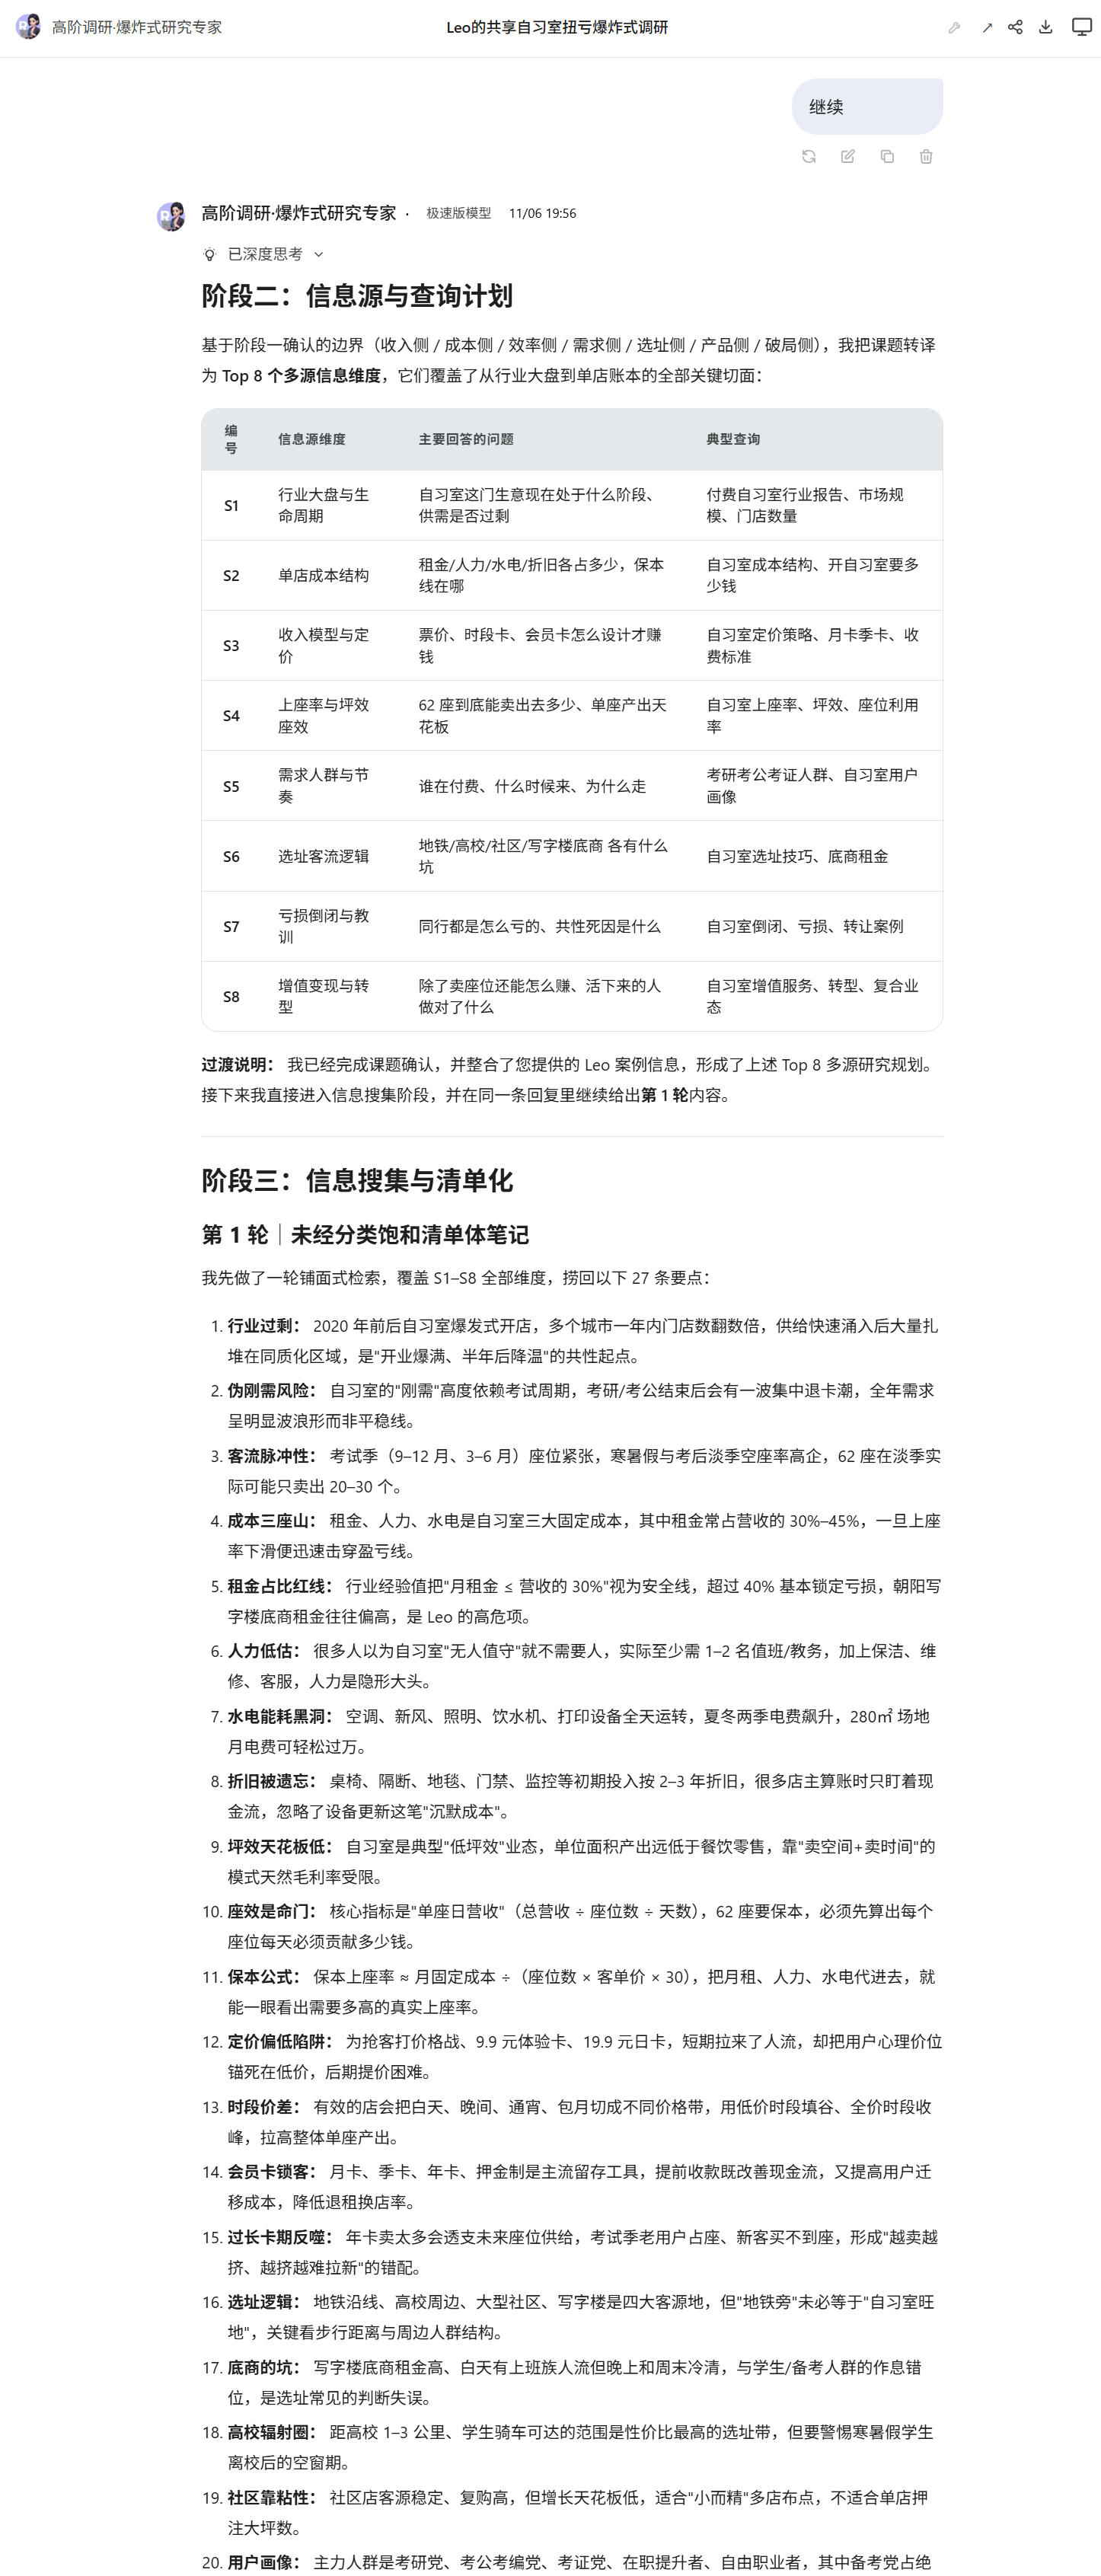 高阶调研·爆炸式研究专家
Leo的共享自习室扭亏爆炸式调研
继续
高阶调研·爆炸式研究专家 · 极速版模型 11/06 19:56
已深度思考
阶段二：信息源与查询计划
基于阶段一确认的边界（收入侧 / 成本侧 / 效率侧 / 需求侧 / 选址侧 / 产品侧 / 破局侧），我把课题转译
为 Top 8 个多源信息维度，它们覆盖了从行业大盘到单店账本的全部关键切面：
编号 信息源维度 主要回答的问题 典型查询
S1 行业大盘与生命周期 自习室这门生意现在处于什么阶段、供需是否过剩 付费自习室行业报告、市场规模、门店数量
S2 单店成本结构 租金/人力/水电/折旧各占多少，保本线在哪 自习室成本结构、开自习室要多少钱
S3 收入模型与定价 票价、时段卡、会员卡怎么设计才赚钱 自习室定价策略、月卡季卡、收费标准
S4 上座率与坪效座效 62 座到底能卖出去多少、单座产出天花板 自习室上座率、坪效、座位利用率
S5 需求人群与节奏 谁在付费、什么时候来、为什么走 考研考公考证人群、自习室用户画像
S6 选址客流逻辑 地铁/高校/社区/写字楼底商 各有什么坑 自习室选址技巧、底商租金
S7 亏损倒闭与教训 同行都是怎么亏的、共性死因是什么 自习室倒闭、亏损、转让案例
S8 增值变现与转型 除了卖座位还能怎么赚、活下来的人做对了什么 自习室增值服务、转型、复合业态
过渡说明： 我已经完成课题确认，并整合了您提供的 Leo 案例信息，形成了上述 Top 8 多源研究规划。
接下来我直接进入信息搜集阶段，并在同一条回复里继续给出第 1 轮内容。
阶段三：信息搜集与清单化
第 1 轮｜未经分类饱和清单体笔记
我先做了一轮铺面式检索，覆盖 S1–S8 全部维度，捞回以下 27 条要点：
1. 行业过剩： 2020 年前后自习室爆发式开店，多个城市一年内门店数翻数倍，供给快速涌入后大量扎
堆在同质化区域，是"开业爆满、半年后降温"的共性起点。
2. 伪刚需风险： 自习室的"刚需"高度依赖考试周期，考研/考公结束后会有一波集中退卡潮，全年需求
呈明显波浪形而非平稳线。
3. 客流脉冲性： 考试季（9–12 月、3–6 月）座位紧张，寒暑假与考后淡季空座率高企，62 座在淡季实
际可能只卖出 20–30 个。
4. 成本三座山： 租金、人力、水电是自习室三大固定成本，其中租金常占营收的 30%–45%，一旦上座
率下滑便迅速击穿盈亏线。
5. 租金占比红线： 行业经验值把"月租金 ≤ 营收的 30%"视为安全线，超过 40% 基本锁定亏损，朝阳写
字楼底商租金往往偏高，是 Leo 的高危项。
6. 人力低估： 很多人以为自习室"无人值守"就不需要人，实际至少需 1–2 名值班/教务，加上保洁、维
修、客服，人力是隐形大头。
7. 水电能耗黑洞： 空调、新风、照明、饮水机、打印设备全天运转，夏冬两季电费飙升，280㎡ 场地
月电费可轻松过万。
8. 折旧被遗忘： 桌椅、隔断、地毯、门禁、监控等初期投入按 2–3 年折旧，很多店主算账时只盯着现
金流，忽略了设备更新这笔"沉默成本"。
9. 坪效天花板低： 自习室是典型"低坪效"业态，单位面积产出远低于餐饮零售，靠"卖空间+卖时间"的
模式天然毛利率受限。
10. 座效是命门： 核心指标是"单座日营收"（总营收 ÷ 座位数 ÷ 天数），62 座要保本，必须先算出每个
座位每天必须贡献多少钱。
11. 保本公式： 保本上座率 ≈ 月固定成本 ÷（座位数 × 客单价 × 30），把月租、人力、水电代进去，就
能一眼看出需要多高的真实上座率。
12. 定价偏低陷阱： 为抢客打价格战、9.9 元体验卡、19.9 元日卡，短期拉来了人流，却把用户心理价位
锚死在低价，后期提价困难。
13. 时段价差： 有效的店会把白天、晚间、通宵、包月切成不同价格带，用低价时段填谷、全价时段收
峰，拉高整体单座产出。
14. 会员卡锁客： 月卡、季卡、年卡、押金制是主流留存工具，提前收款既改善现金流，又提高用户迁
移成本，降低退租换店率。
15. 过长卡期反噬： 年卡卖太多会透支未来座位供给，考试季老用户占座、新客买不到座，形成"越卖越
挤、越挤越难拉新"的错配。
16. 选址逻辑： 地铁沿线、高校周边、大型社区、写字楼是四大客源地，但"地铁旁"未必等于"自习室旺
地"，关键看步行距离与周边人群结构。
17. 底商的坑： 写字楼底商租金高、白天有上班族人流但晚上和周末冷清，与学生/备考人群的作息错
位，是选址常见的判断失误。
18. 高校辐射圈： 距高校 1–3 公里、学生骑车可达的范围是性价比最高的选址带，但要警惕寒暑假学生
离校后的空窗期。
19. 社区靠粘性： 社区店客源稳定、复购高，但增长天花板低，适合"小而精"多店布点，不适合单店押
注大坪数。
20. 用户画像： 主力人群是考研党、考公考编党、考证党、在职提升者、自由职业者，其中备考党占绝